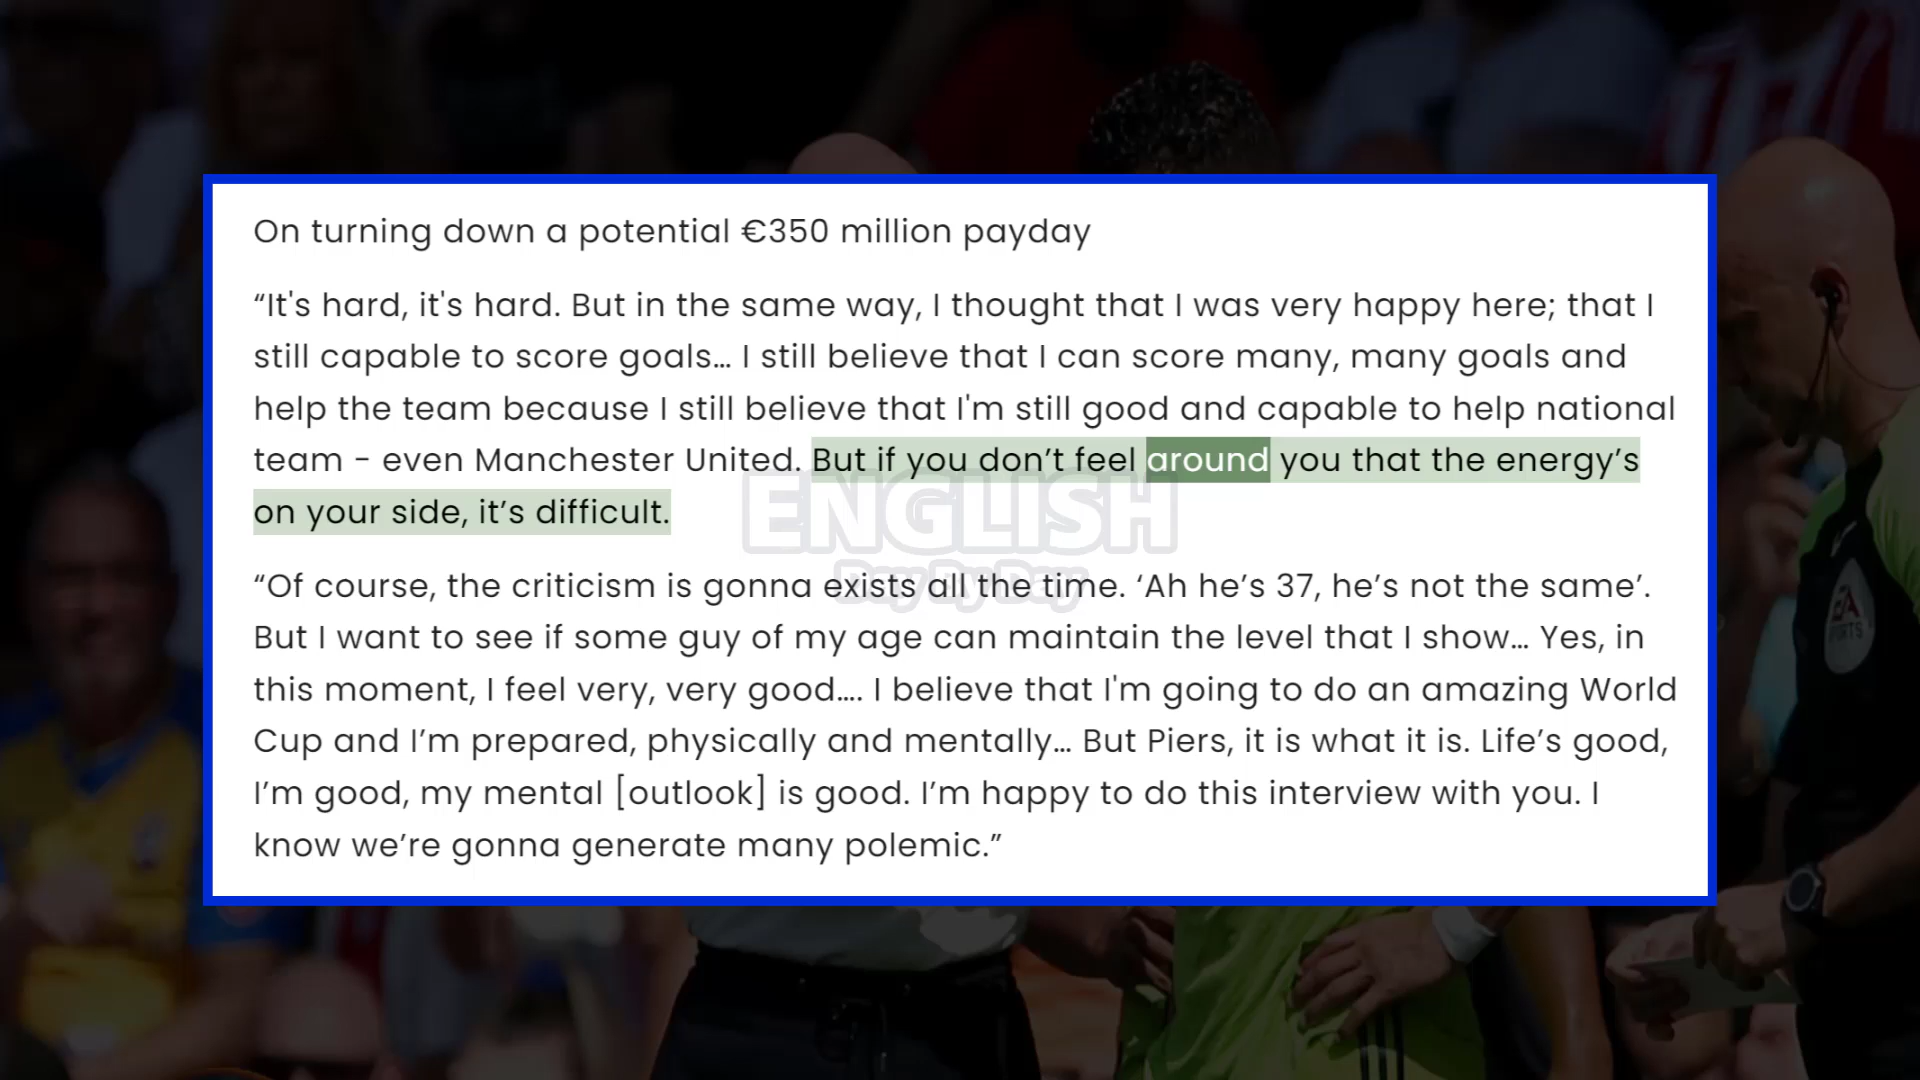 On turning down a potential €350 million payday
“It's hard, it's hard. But in the same way, I thought that I was very happy here; that I
still capable to score goals… I still believe that I can score many, many goals and
help the team because I still believe that I'm still good and capable to help national
team - even Manchester United. But if you don’t feel around you that the energy’s
on your side, it’s difficult.
ENGLISH
Day By Day
“Of course, the criticism is gonna exists all the time. ‘Ah he’s 37, he’s not the same’.
But I want to see if some guy of my age can maintain the level that I show… Yes, in
this moment, I feel very, very good…. I believe that I'm going to do an amazing World
Cup and I’m prepared, physically and mentally… But Piers, it is what it is. Life’s good,
I’m good, my mental [outlook] is good. I’m happy to do this interview with you. I
know we’re gonna generate many polemic.”
EA
SPORTS